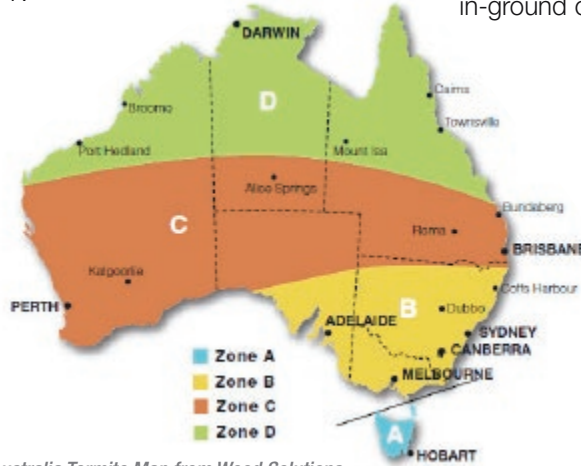 in-ground
DARWIN
D
Broome
Cairns
Townsville
Port Hedland
Mount Isa
Alice Springs
Bundaberg
C
Roma
BRISBANE
Kalgoorlie
Coffs Harbour
PERTH
B
Dubbo
ADELAIDE
SYDNEY
CANBERRA
Zone A
Zone B
MELBOURNE
Zone C
Zone D
A
HOBART
Termite Map from Wood Solutions